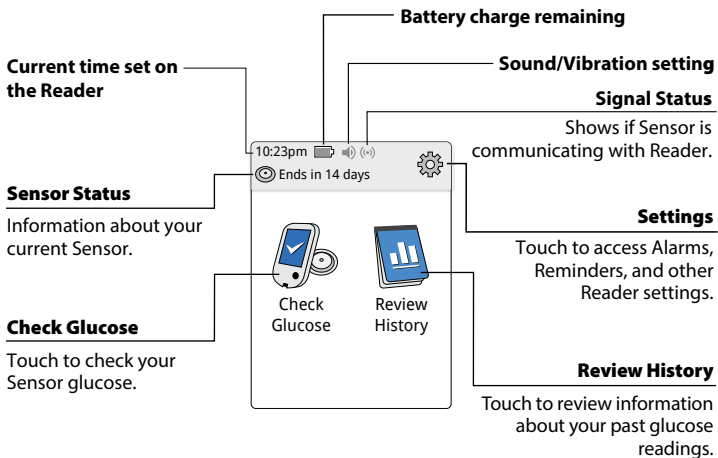 Battery charge remaining
Current time set on
the Reader
Sound/Vibration setting
Signal Status
Shows if Sensor is
communicating with Reader.
10:23pm
Ends in 14 days
Sensor Status
Information about your
current Sensor.
Settings
Touch to access Alarms,
Reminders, and other
Reader settings.
Check
Glucose
Review
History
Check Glucose
Touch to check your
Sensor glucose.
Review History
Touch to review information
about your past glucose
readings.